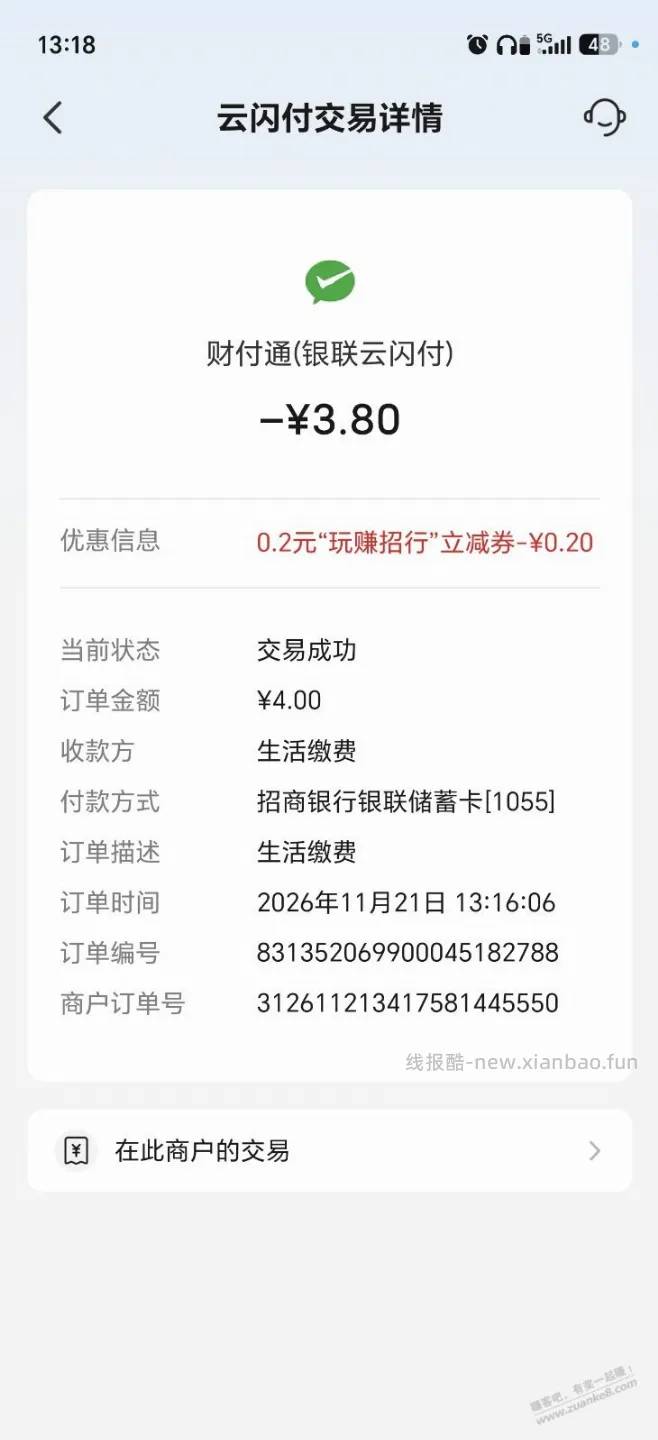 13:18
5G
48
云闪付交易详情
财付通(银联云闪付)
-¥3.80
优惠信息 0.2元“玩赚招行”立减券-¥0.20
当前状态 交易成功
订单金额 ¥4.00
收款方 生活缴费
付款方式 招商银行银联储蓄卡[1055]
订单描述 生活缴费
订单时间 2026年11月21日 13:16:06
订单编号 831352069900045182788
商户订单号 312611213417581445550
线报酷-new.xianbao.fun
在此商户的交易
赚客吧，有奖一起赚！
www.zuanke8.com